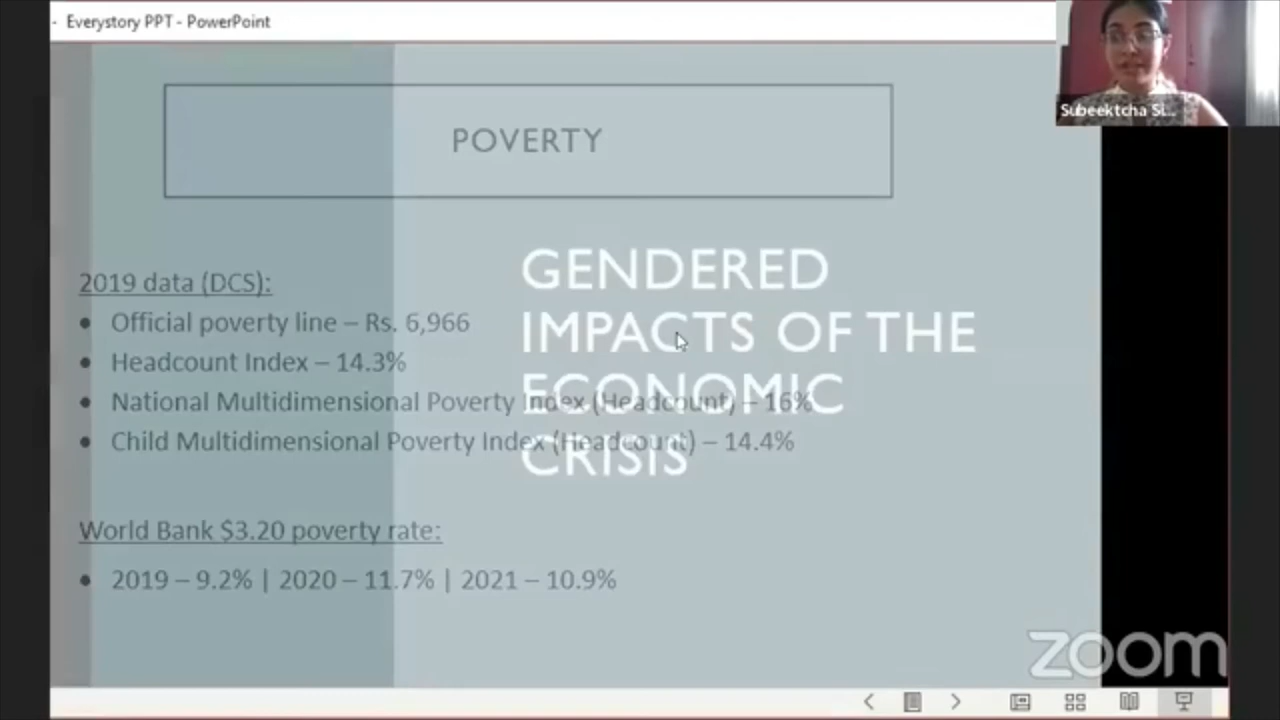 - Everystory PPT - PowerPoint
Subeektcha Si...
POVERTY
2019 data (DCS):
• Official poverty line – Rs. 6,966
• Headcount Index – 14.3%
• National Multidimensional Poverty Index (Headcount) – 16%
• Child Multidimensional Poverty Index (Headcount) – 14.4%
World Bank $3.20 poverty rate:
• 2019 – 9.2% | 2020 – 11.7% | 2021 – 10.9%
GENDERED
IMPACTS OF THE
ECONOMIC
CRISIS
zoom